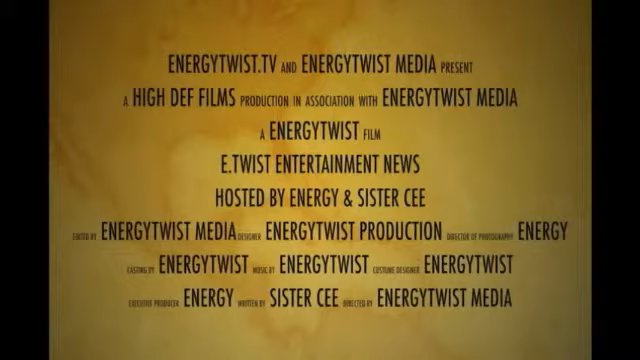 ENERGYTWIST.TV AND ENERGYTWIST MEDIA PRESENT
A HIGH DEF FILMS PRODUCTION IN ASSOCIATION WITH ENERGYTWIST MEDIA
A ENERGYTWIST FILM
E.TWIST ENTERTAINMENT NEWS
HOSTED BY ENERGY & SISTER CEE
EDITED BY ENERGYTWIST MEDIA DESIGNER ENERGYTWIST PRODUCTION DIRECTOR OF PHOTOGRAPHY ENERGY
CASTING BY ENERGYTWIST MUSIC BY ENERGYTWIST COSTUME DESIGNER ENERGYTWIST
EXECUTIVE PRODUCER ENERGY WRITTEN BY SISTER CEE DIRECTED BY ENERGYTWIST MEDIA